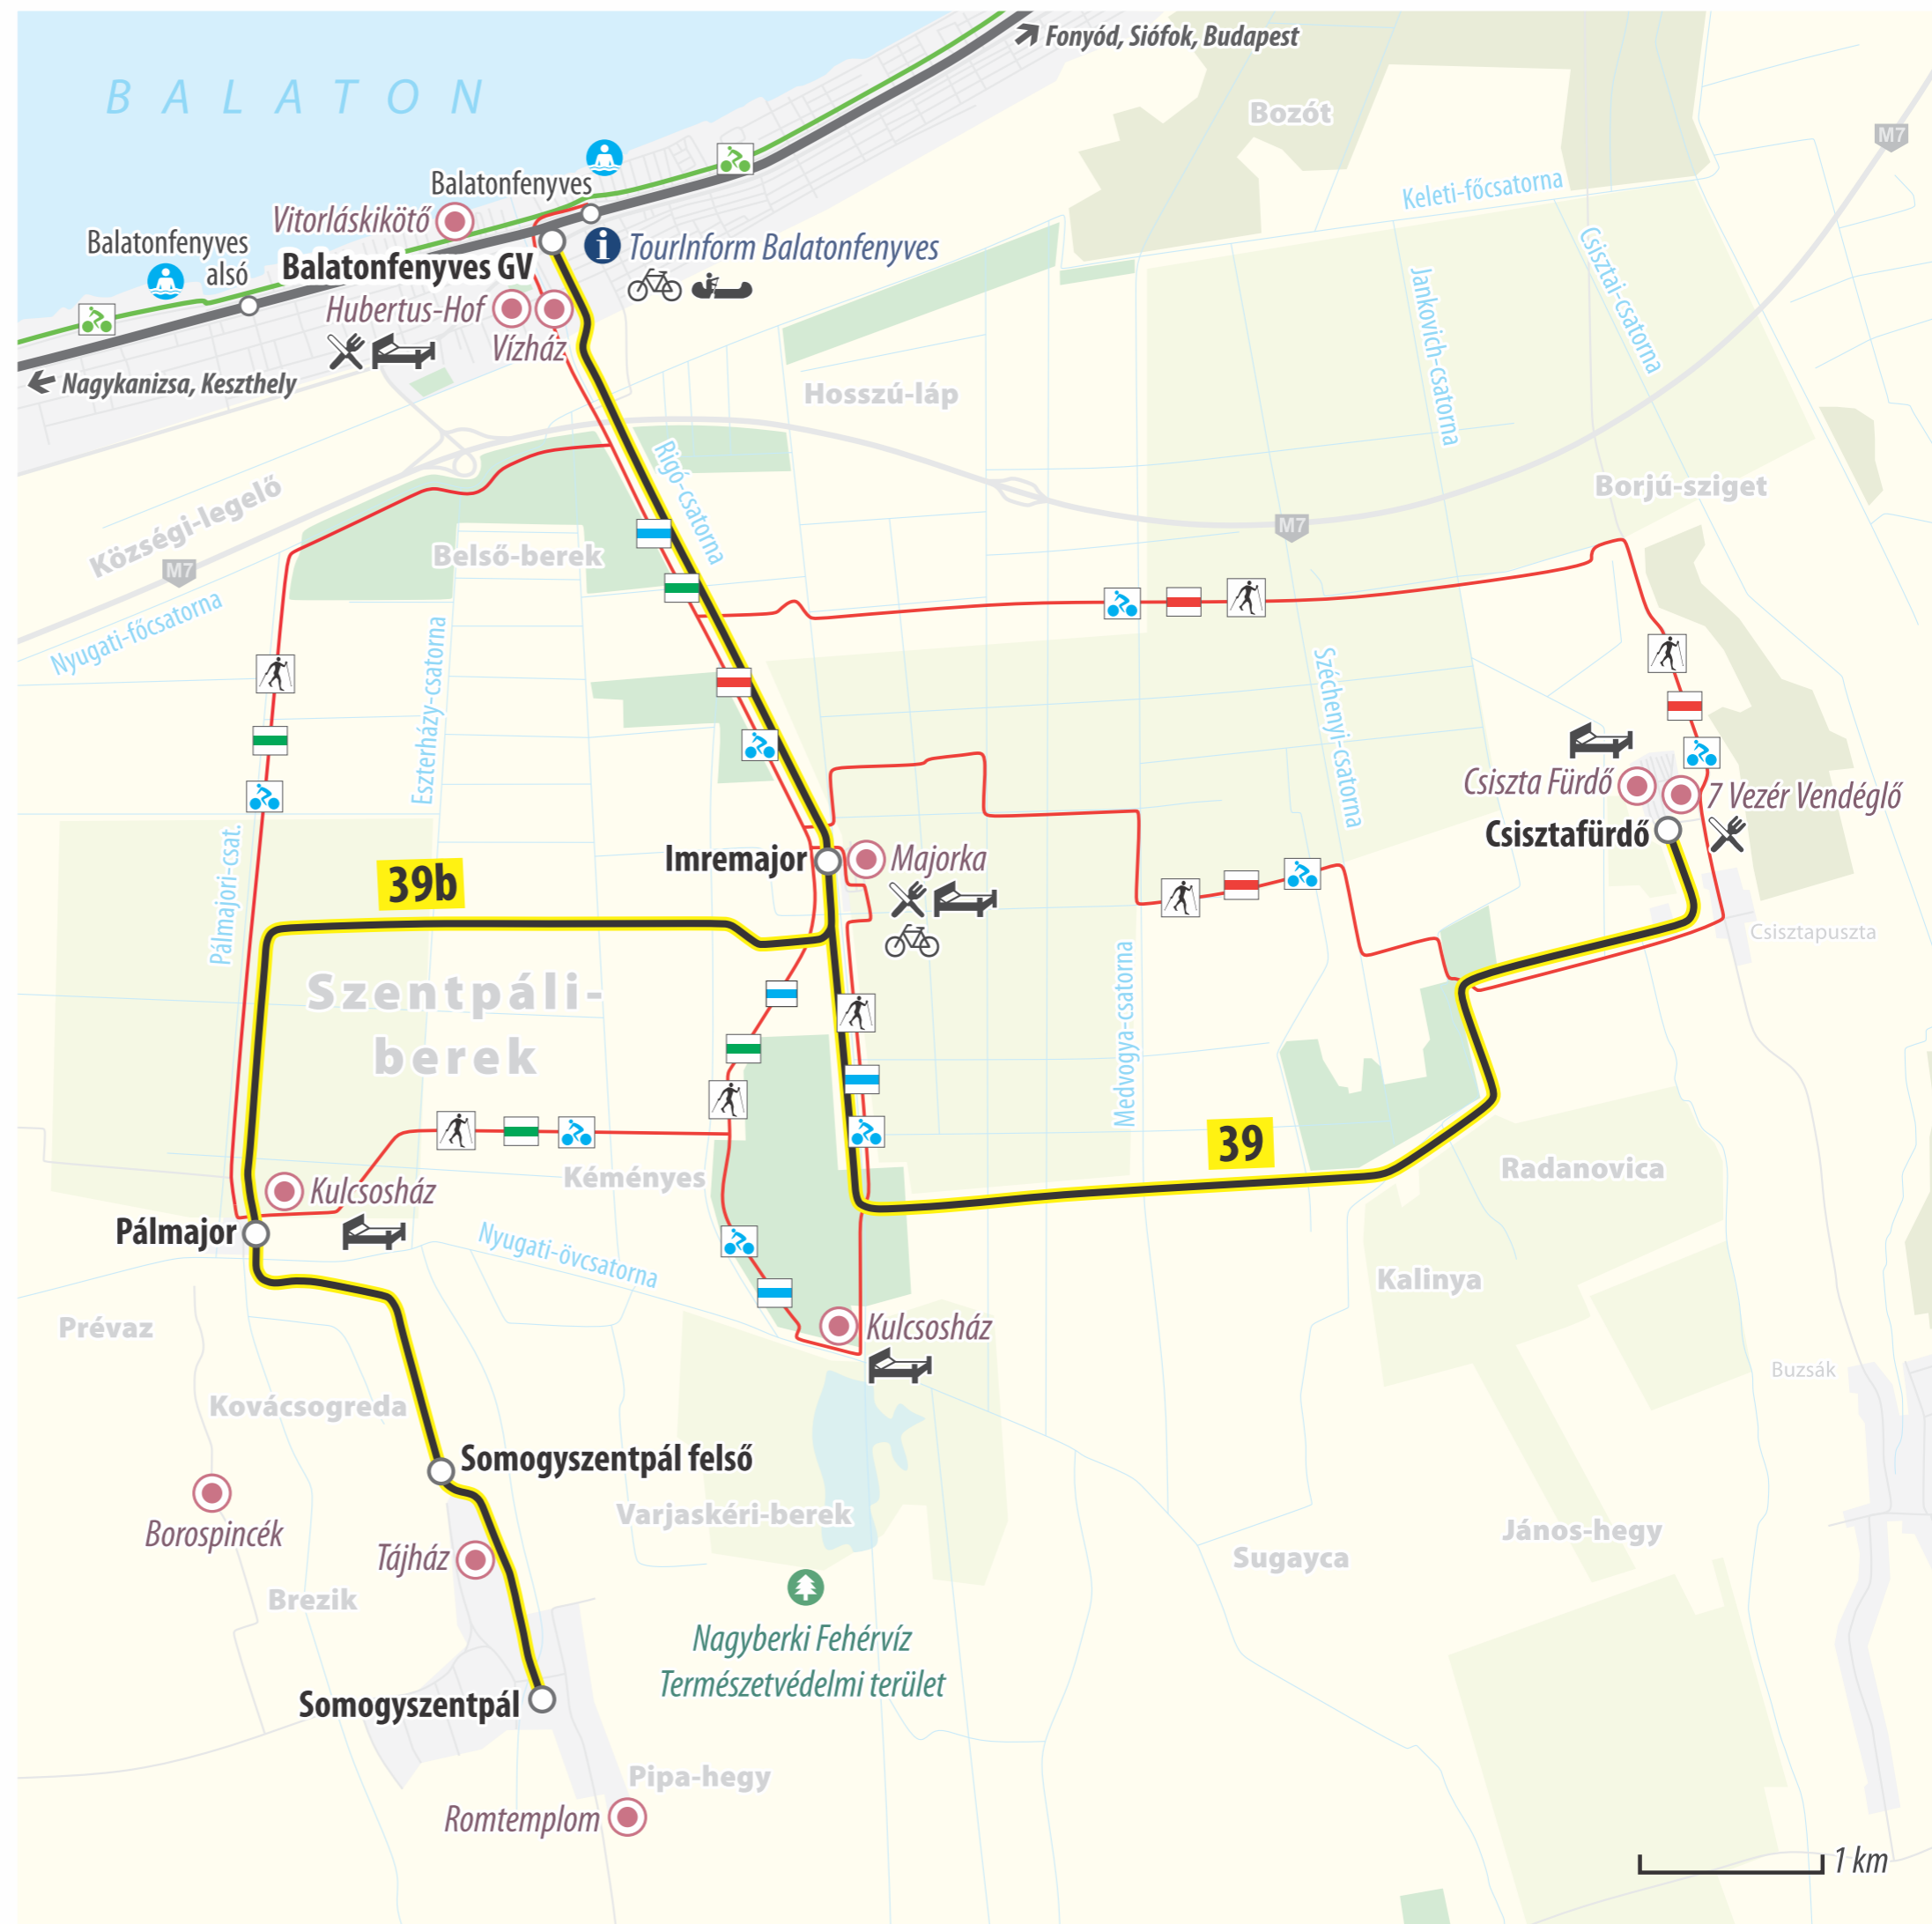 Fonyód, Siófok, Budapest
BALATON
Bozót
M7
Balatonfenyves
Keleti-főcsatorna
Vitorláskikötő
Balatonfenyves
alsó
TourInform Balatonfenyves
Balatonfenyves GV
Csisztai-csatorna
Jankovich-csatorna
Hubertus-Hof
Vízház
Nagykanizsa, Keszthely
Hosszú-láp
Rigó-csatorna
Borjú-sziget
Községi-legelő
M7
Belső-berek
M7
Nyugati-főcsatorna
Eszterházy-csatorna
Széchenyi-csatorna
Csiszta Fürdő
7 Vezér Vendéglő
Csisztafürdő
Pálmajori-csat.
Imremajor
Majorka
39b
Csisztapuszta
Szentpáli-
berek
Medvogya-csatorna
39
Radanovica
Kéményes
Kulcsosház
Pálmajor
Nyugati-övcsatorna
Kalinya
Prévaz
Kulcsosház
Buzsák
Kovácsogreda
Somogyszentpál felső
Varjaskéri-berek
Borospincék
János-hegy
Tájház
Sugayca
Brezik
Nagyberki Fehérvíz
Természetvédelmi terület
Somogyszentpál
Pipa-hegy
Romtemplom
1 km